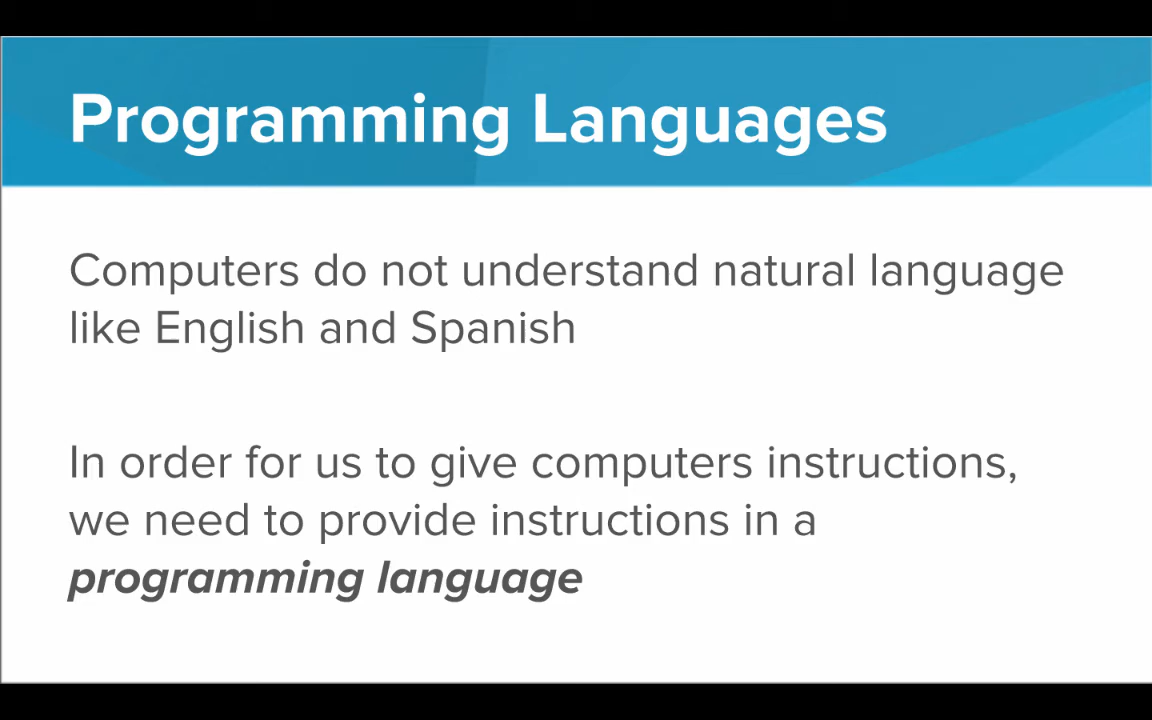 Programming Languages
Computers do not understand natural language
like English and Spanish
In order for us to give computers instructions,
we need to provide instructions in a
programming language